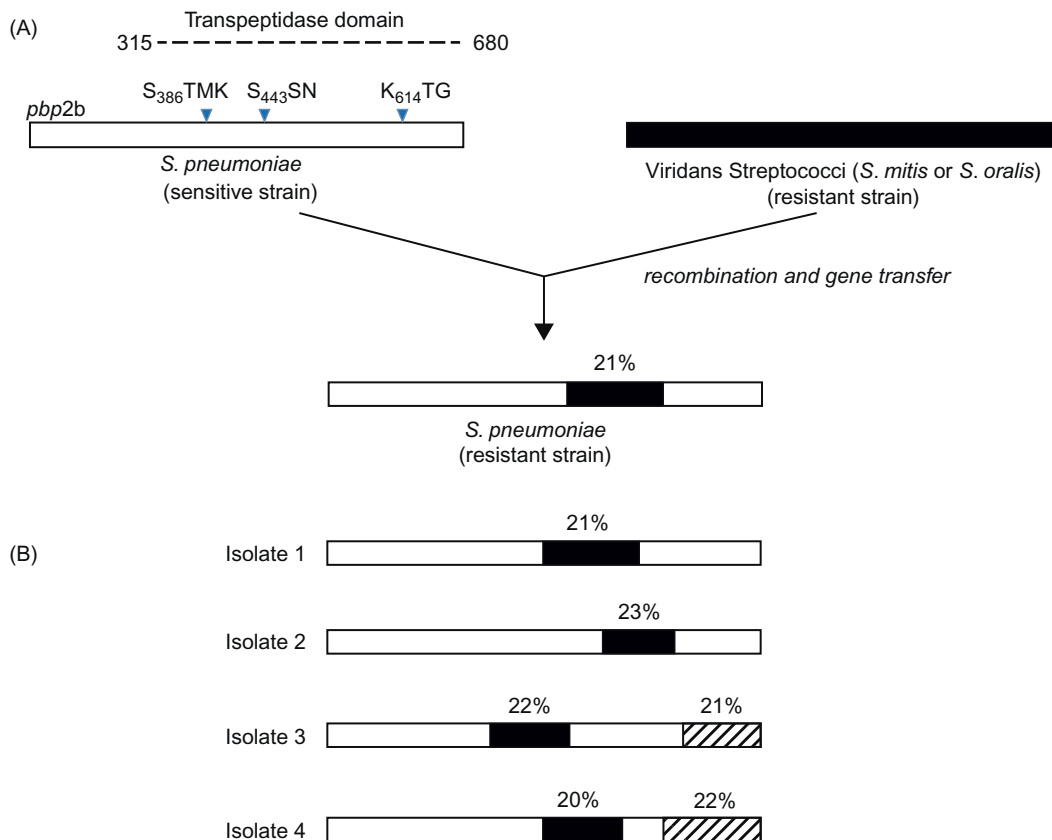 (A)
Transpeptidase domain
315 680
S386TMK S443SN K614TG
pbp2b
S. pneumoniae
(sensitive strain)
Viridans Streptococci (S. mitis or S. oralis)
(resistant strain)
recombination and gene transfer
21%
S. pneumoniae
(resistant strain)
(B)
21%
Isolate 1
23%
Isolate 2
22% 21%
Isolate 3
20% 22%
Isolate 4